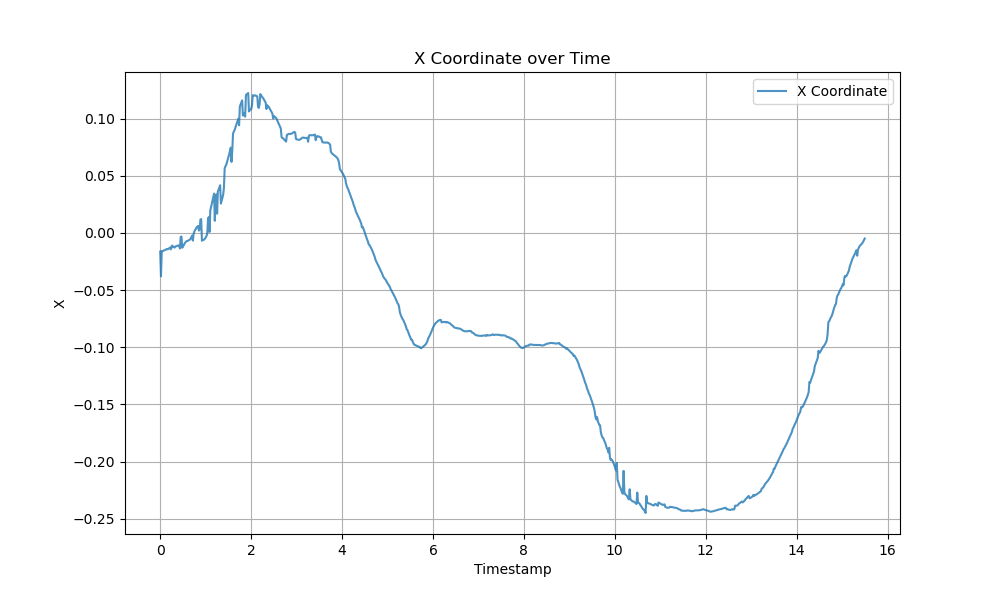 X Coordinate over Time
X Coordinate
0.10
0.05
0.00
−0.05
−0.10
−0.15
−0.20
−0.25
X
0 2 4 6 8 10 12 14 16
Timestamp